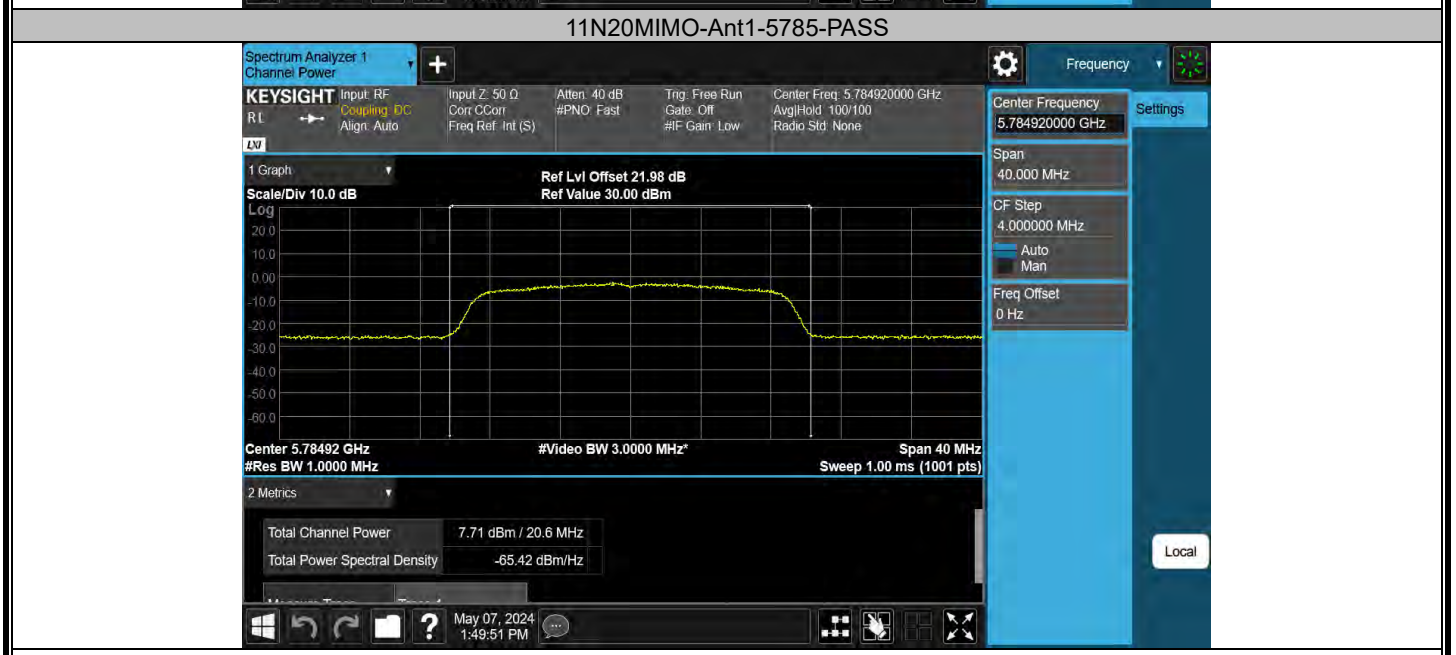 11N20MIMO-Ant1-5785-PASS
Spectrum Analyzer 1
Channel Power
Frequency
KEYSIGHT
RL
LXI
Input: RF
Coupling: DC
Align: Auto
Input Z: 50 Ω
Corr CCorr
Freq Ref: Int (S)
Atten: 40 dB
#PNO: Fast
Trig: Free Run
Gate: Off
#IF Gain: Low
Center Freq: 5.784920000 GHz
Avg|Hold: 100/100
Radio Std: None
Center Frequency
5.784920000 GHz
Settings
Span
40.000 MHz
CF Step
4.000000 MHz
Auto
Man
Freq Offset
0 Hz
1 Graph
Scale/Div 10.0 dB
Ref Lvl Offset 21.98 dB
Ref Value 30.00 dBm
Log
20.0
10.0
0.00
-10.0
-20.0
-30.0
-40.0
-50.0
-60.0
Center 5.78492 GHz
#Res BW 1.0000 MHz
#Video BW 3.0000 MHz*
Span 40 MHz
Sweep 1.00 ms (1001 pts)
2 Metrics
Total Channel Power 7.71 dBm / 20.6 MHz
Total Power Spectral Density -65.42 dBm/Hz
Local
May 07, 2024
1:49:51 PM